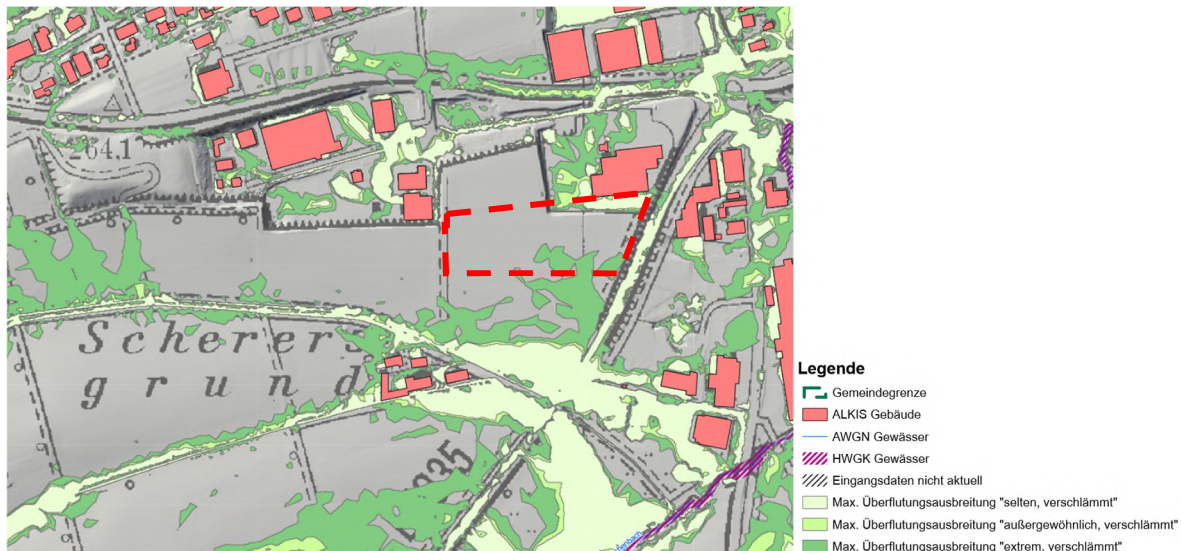 264,1
Scherers
grund
Legende
Gemeindegrenze
ALKIS Gebäude
AWGN Gewässer
HWGK Gewässer
Eingangsdaten nicht aktuell
Max. Überflutungsausbreitung "selten, verschlämmt"
Max. Überflutungsausbreitung "außergewöhnlich, verschlämmt"
Max. Überflutungsausbreitung "extrem, verschlämmt"